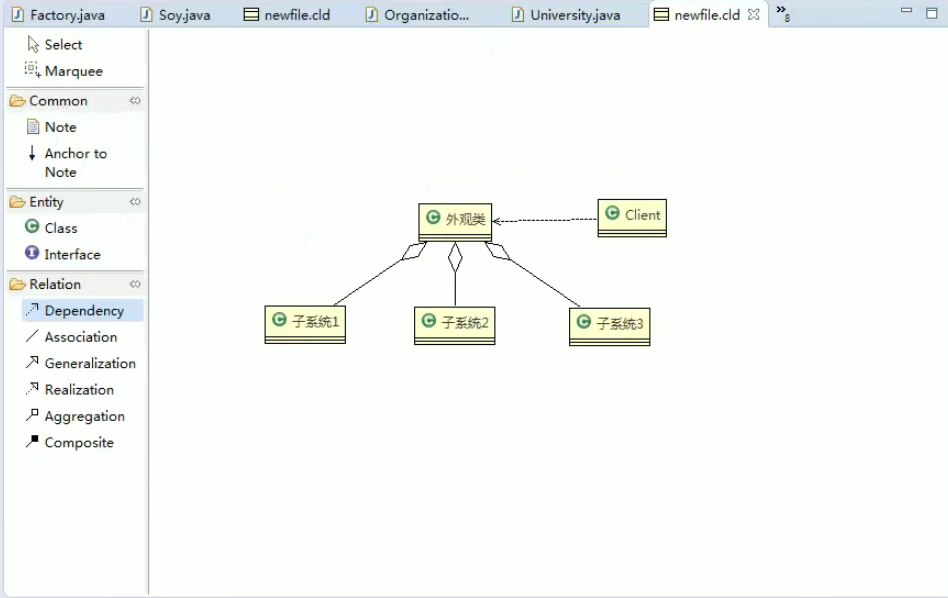 Factory.java
Soy.java
newfile.cld
Organizatio...
University.java
newfile.cld
8
Select
Marquee
Common
Note
Anchor to
Note
Entity
Class
Interface
Relation
Dependency
Association
Generalization
Realization
Aggregation
Composite
外观类
Client
子系统1
子系统2
子系统3